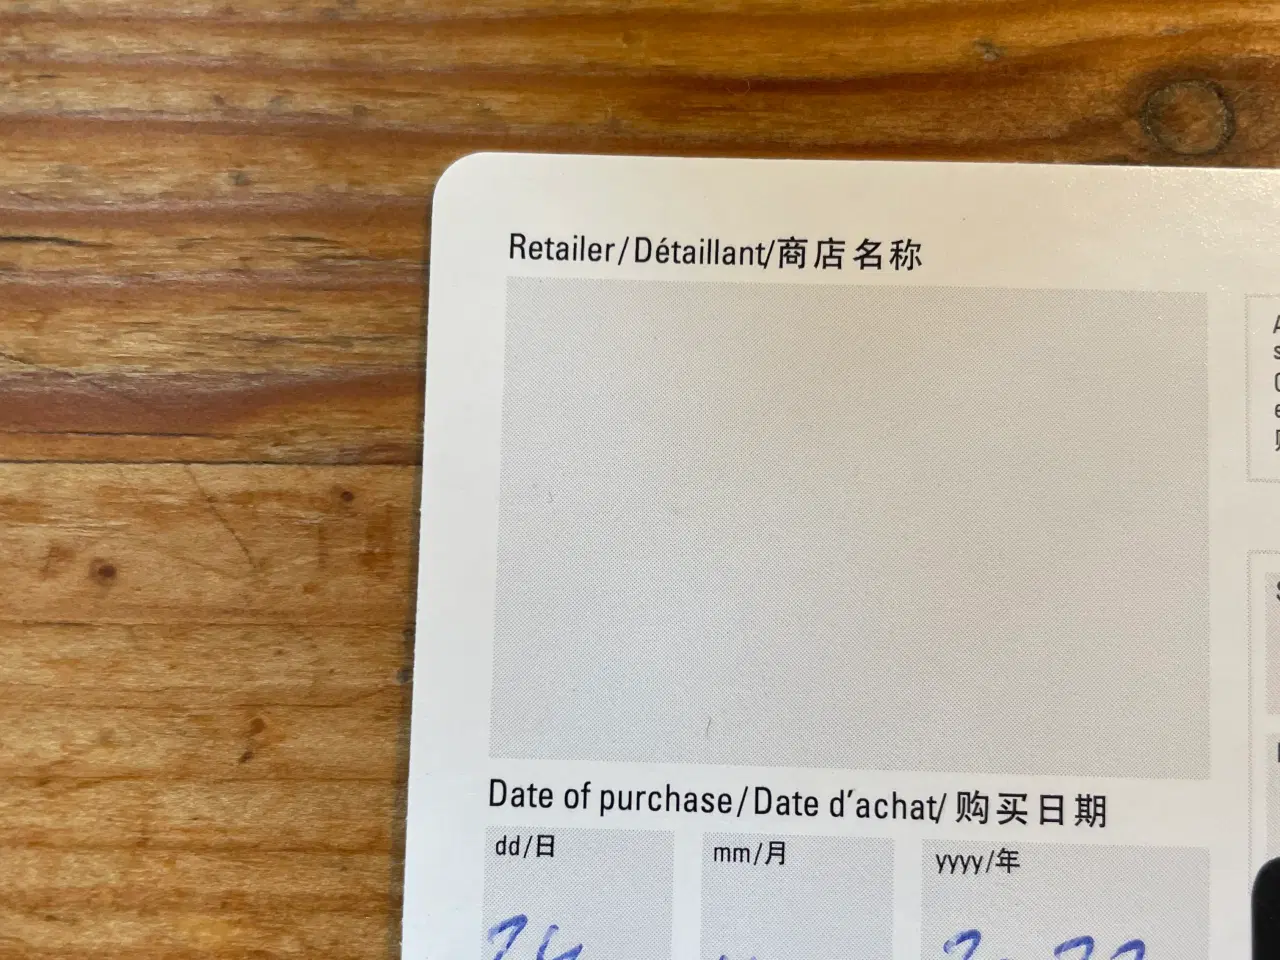 Retailer/Détaillant/商店名称
Date of purchase/Date d'achat/购买日期
dd/日
mm/月
yyyy/年